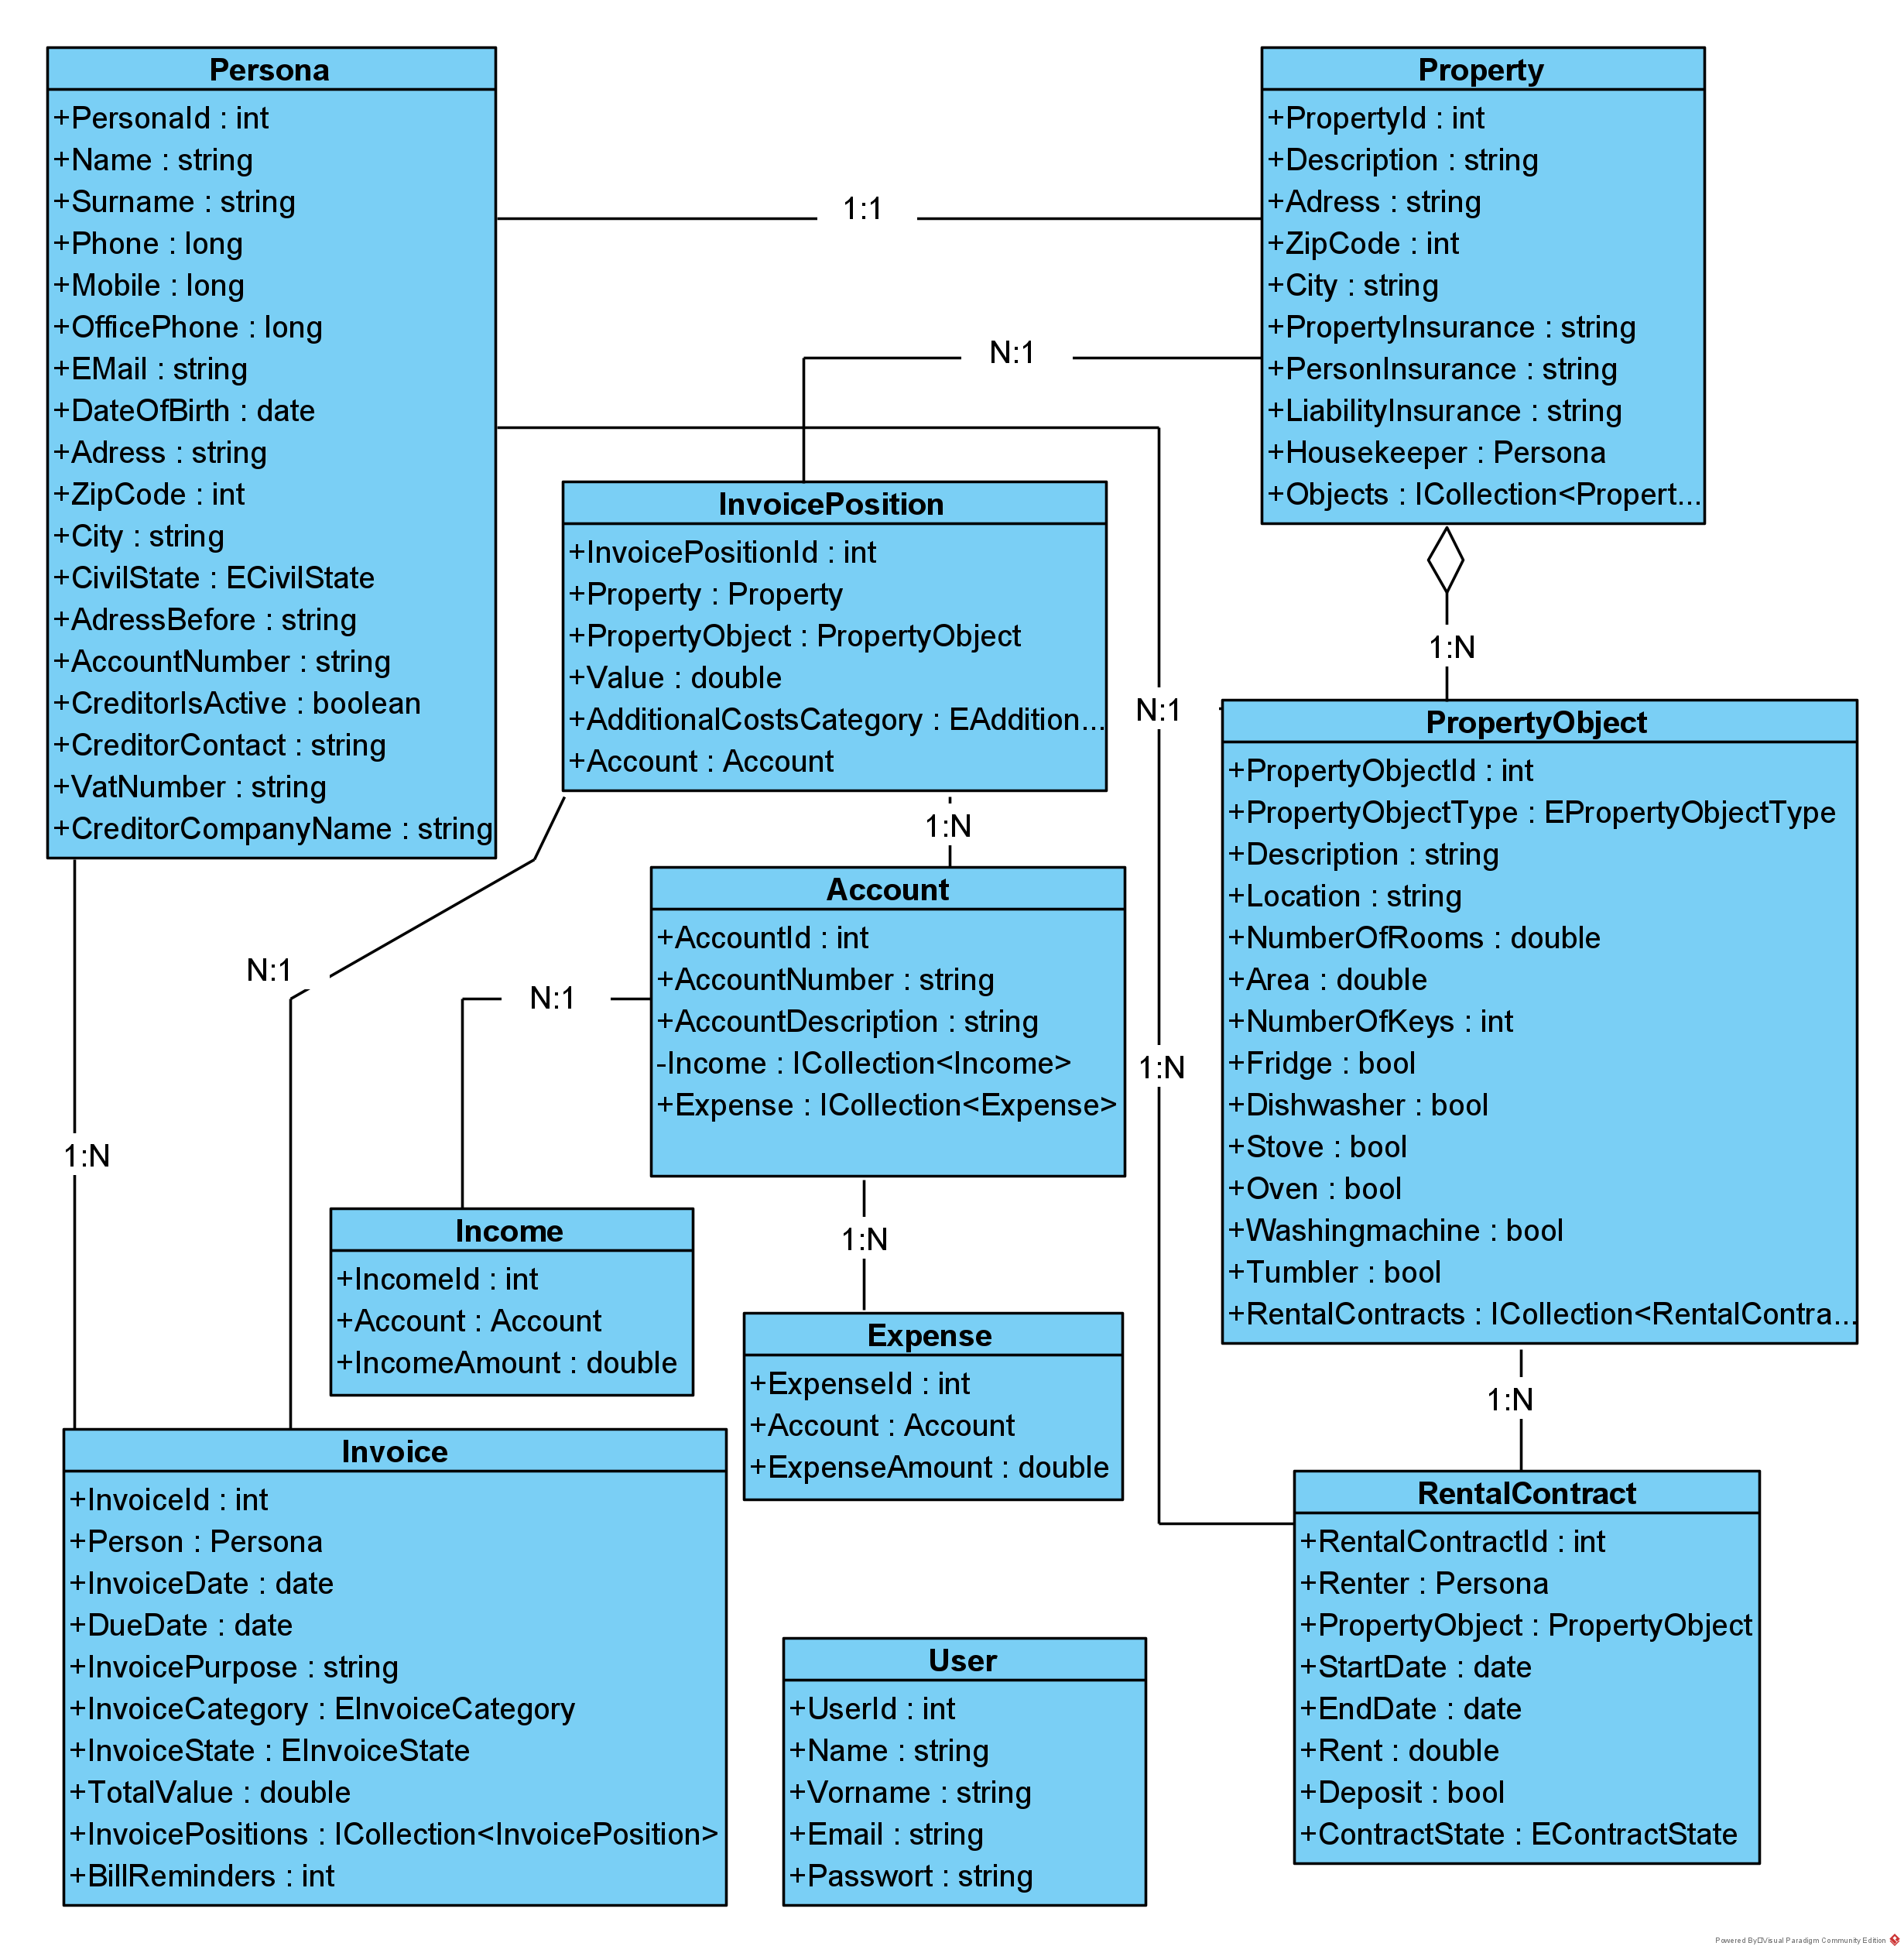 Persona
+PersonaId : int
+Name : string
+Surname : string
+Phone : long
+Mobile : long
+OfficePhone : long
+EMail : string
+DateOfBirth : date
+Adress : string
+ZipCode : int
+City : string
+CivilState : ECivilState
+AdressBefore : string
+AccountNumber : string
+CreditorIsActive : boolean
+CreditorContact : string
+VatNumber : string
+CreditorCompanyName : string
1:1
Property
+PropertyId : int
+Description : string
+Adress : string
+ZipCode : int
+City : string
+PropertyInsurance : string
+PersonInsurance : string
+LiabilityInsurance : string
+Housekeeper : Persona
+Objects : ICollection<Propert...
N:1
InvoicePosition
+InvoicePositionId : int
+Property : Property
+PropertyObject : PropertyObject
+Value : double
+AdditionalCostsCategory : EAddition...
+Account : Account
1:N
N:1
PropertyObject
+PropertyObjectId : int
+PropertyObjectType : EPropertyObjectType
+Description : string
+Location : string
+NumberOfRooms : double
+Area : double
+NumberOfKeys : int
+Fridge : bool
+Dishwasher : bool
+Stove : bool
+Oven : bool
+Washingmachine : bool
+Tumbler : bool
+RentalContracts : ICollection<RentalContra...
1:N
Account
+AccountId : int
+AccountNumber : string
+AccountDescription : string
-Income : ICollection<Income>
+Expense : ICollection<Expense>
N:1
N:1
1:N
1:N
1:N
Income
+IncomeId : int
+Account : Account
+IncomeAmount : double
Expense
+ExpenseId : int
+Account : Account
+ExpenseAmount : double
1:N
Invoice
+InvoiceId : int
+Person : Persona
+InvoiceDate : date
+DueDate : date
+InvoicePurpose : string
+InvoiceCategory : EInvoiceCategory
+InvoiceState : EInvoiceState
+TotalValue : double
+InvoicePositions : ICollection<InvoicePosition>
+BillReminders : int
User
+UserId : int
+Name : string
+Vorname : string
+Email : string
+Passwort : string
RentalContract
+RentalContractId : int
+Renter : Persona
+PropertyObject : PropertyObject
+StartDate : date
+EndDate : date
+Rent : double
+Deposit : bool
+ContractState : EContractState
Powered By□Visual Paradigm Community Edition